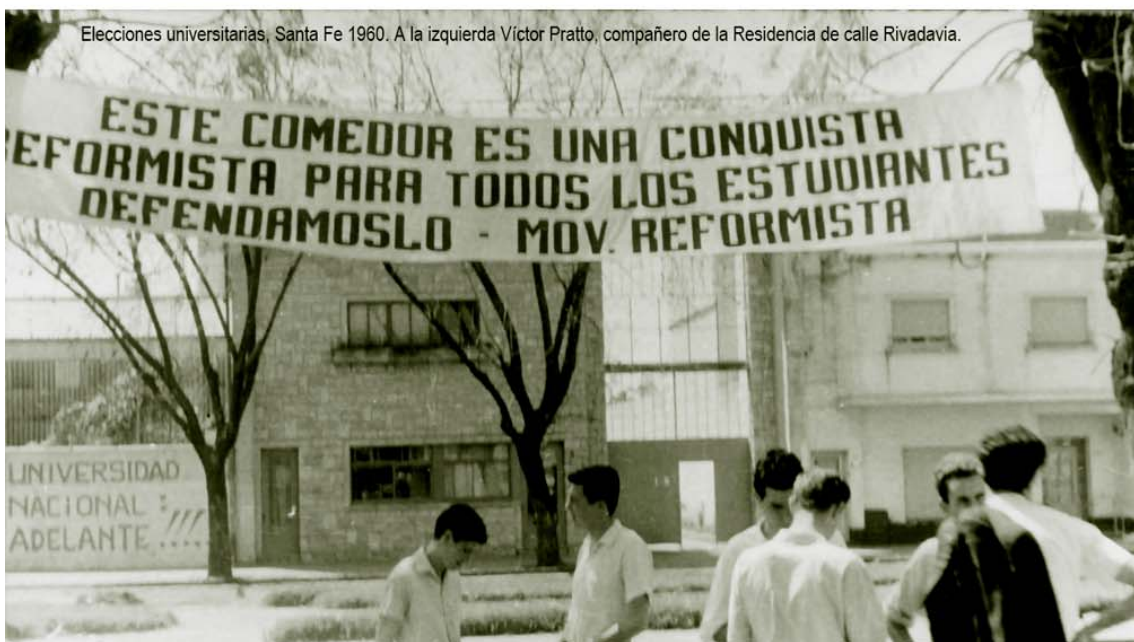 Elecciones universitarias, Santa Fe 1960. A la izquierda Víctor Pratto, compañero de la Residencia de calle Rivadavia.
ESTE COMEDOR ES UNA CONQUISTA
EFORMISTA PARA TODOS LOS ESTUDIANTES
DEFENDAMOSLO - MOV. REFORMISTA
UNIVERSIDAD
NACIONAL :
ADELANTE !!!